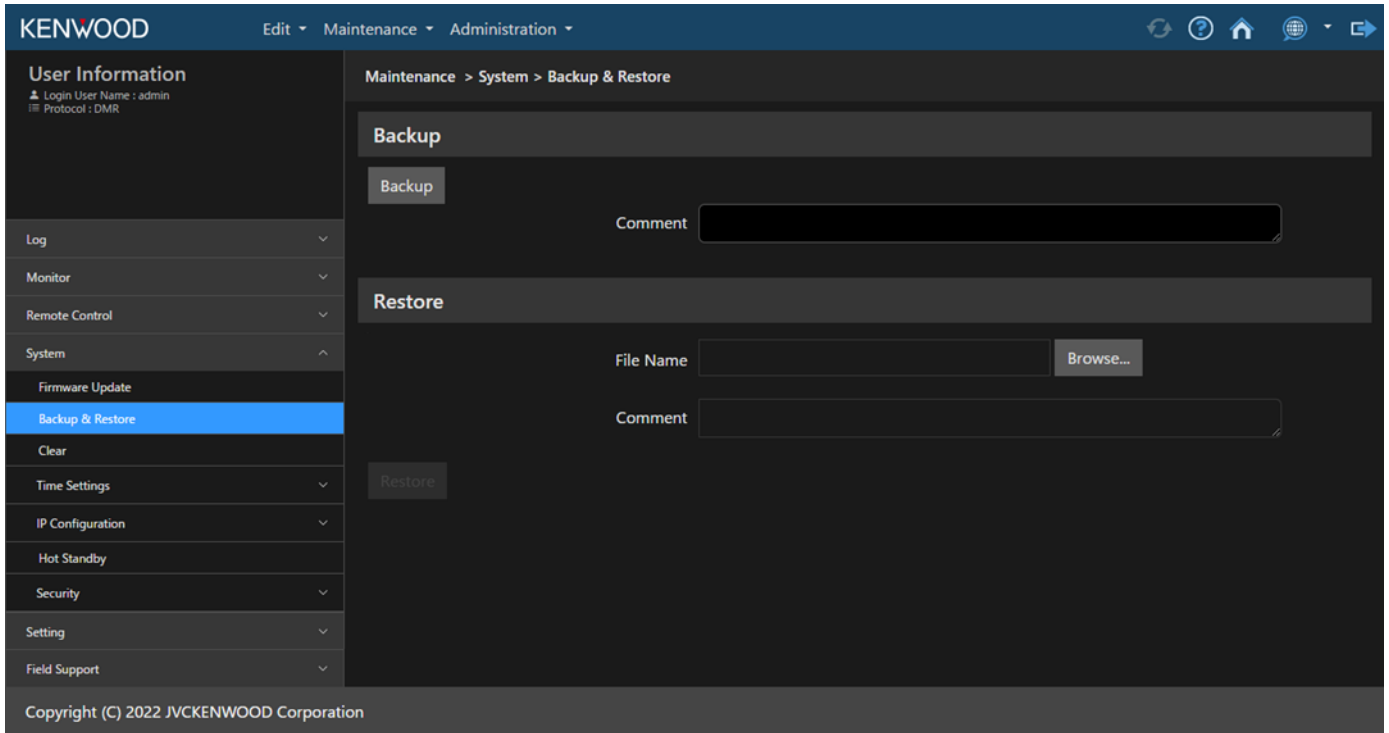 KENWOOD Edit Maintenance Administration
User Information
Login User Name : admin
Protocol : DMR
Log
Monitor
Remote Control
System
Firmware Update
Backup & Restore
Clear
Time Settings
IP Configuration
Hot Standby
Security
Setting
Field Support
Maintenance > System > Backup & Restore
Backup
Backup
Comment
Restore
File Name Browse...
Comment
Restore
Copyright (C) 2022 JVCKENWOOD Corporation